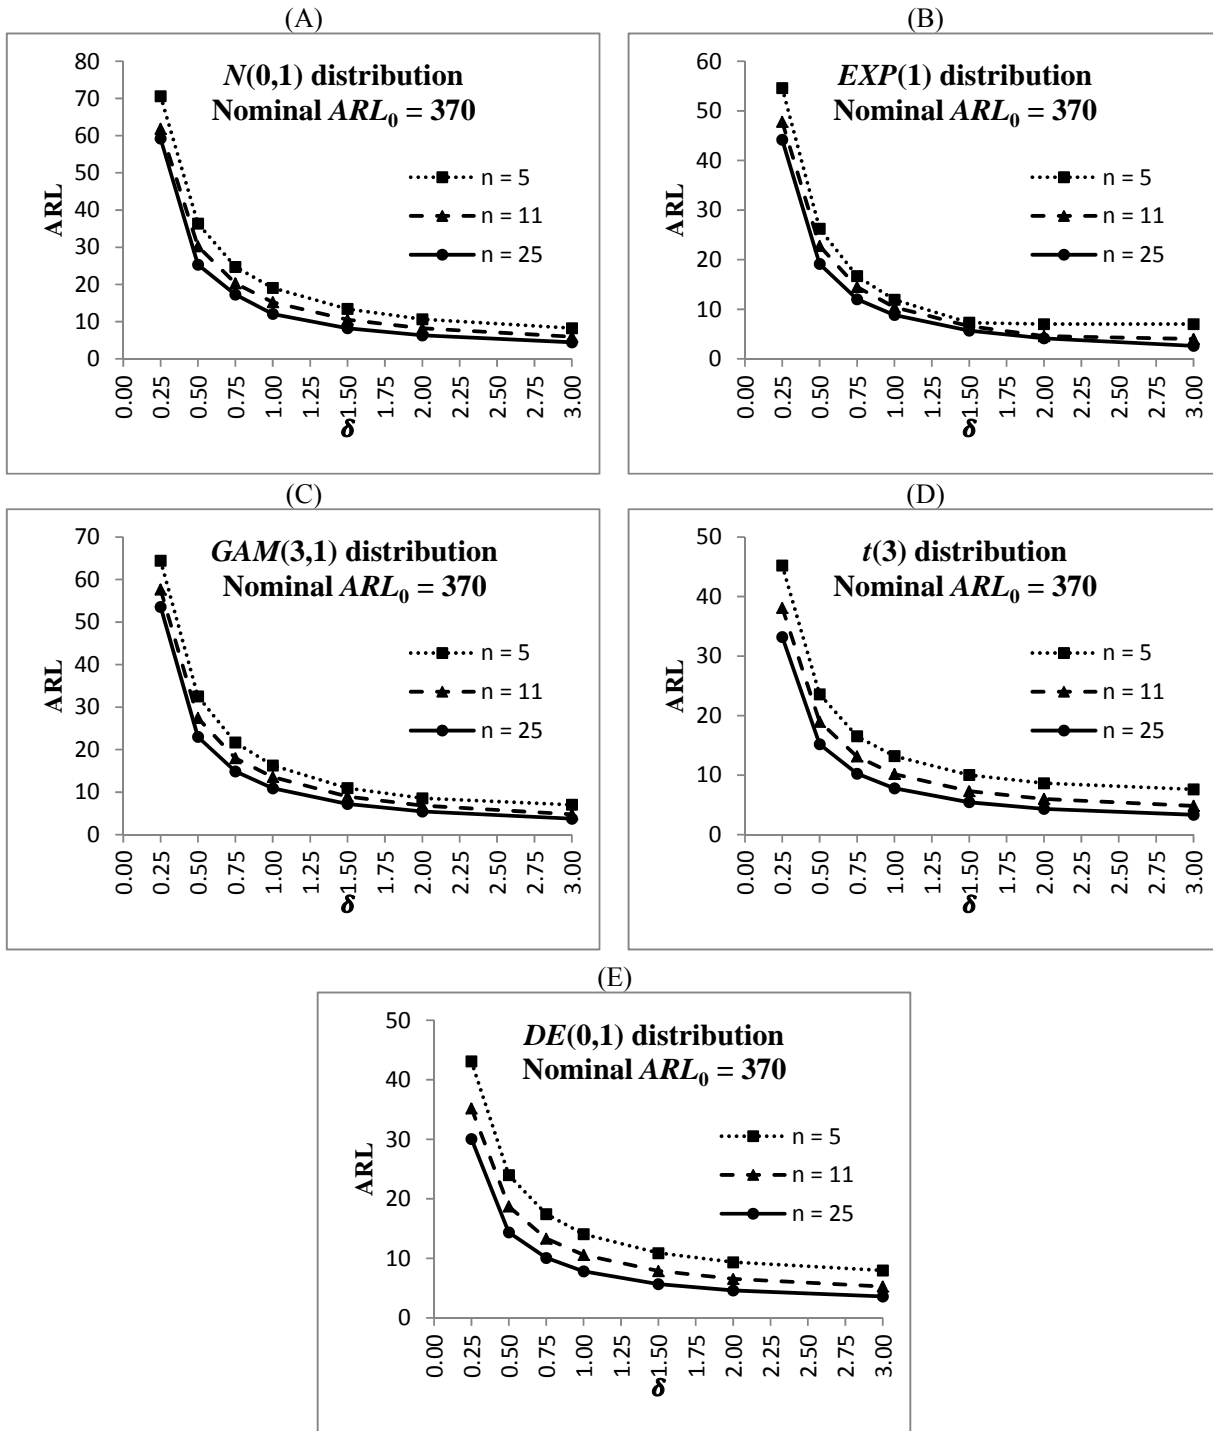 (A)
N(0,1) distribution
Nominal ARL0 = 370
80
70
60
50
40
30
20
10
0
ARL
n = 5
n = 11
n = 25
0.00 0.25 0.50 0.75 1.00 1.50 2.00 2.25 2.50 2.75 3.00
δ
(B)
EXP(1) distribution
Nominal ARL0 = 370
60
50
40
30
20
10
0
ARL
n = 5
n = 11
n = 25
0.00 0.25 0.50 0.75 1.00 1.50 2.00 2.25 2.50 2.75 3.00
δ
(C)
GAM(3,1) distribution
Nominal ARL0 = 370
70
60
50
40
30
20
10
0
ARL
n = 5
n = 11
n = 25
0.00 0.25 0.50 0.75 1.00 1.25 1.50 1.75 2.00 2.25 2.50 2.75 3.00
δ
(D)
t(3) distribution
Nominal ARL0 = 370
50
40
30
20
10
0
ARL
n = 5
n = 11
n = 25
0.00 0.25 0.50 0.75 1.00 1.25 1.50 1.75 2.00 2.25 2.50 2.75 3.00
δ
(E)
DE(0,1) distribution
Nominal ARL0 = 370
50
40
30
20
10
0
ARL
n = 5
n = 11
n = 25
0.00 0.25 0.50 0.75 1.00 1.25 1.50 1.75 2.00 2.25 2.50 2.75 3.00
δ